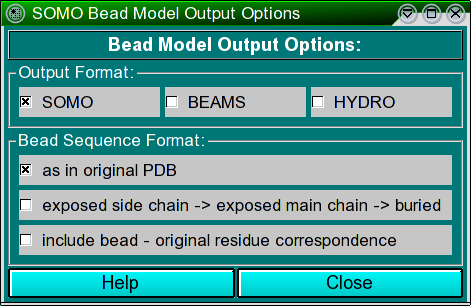 SOMO Bead Model Output Options
Bead Model Output Options:
Output Format:
SOMO BEAMS HYDRO
Bead Sequence Format:
as in original PDB
exposed side chain -> exposed main chain -> buried
include bead - original residue correspondence
Help Close